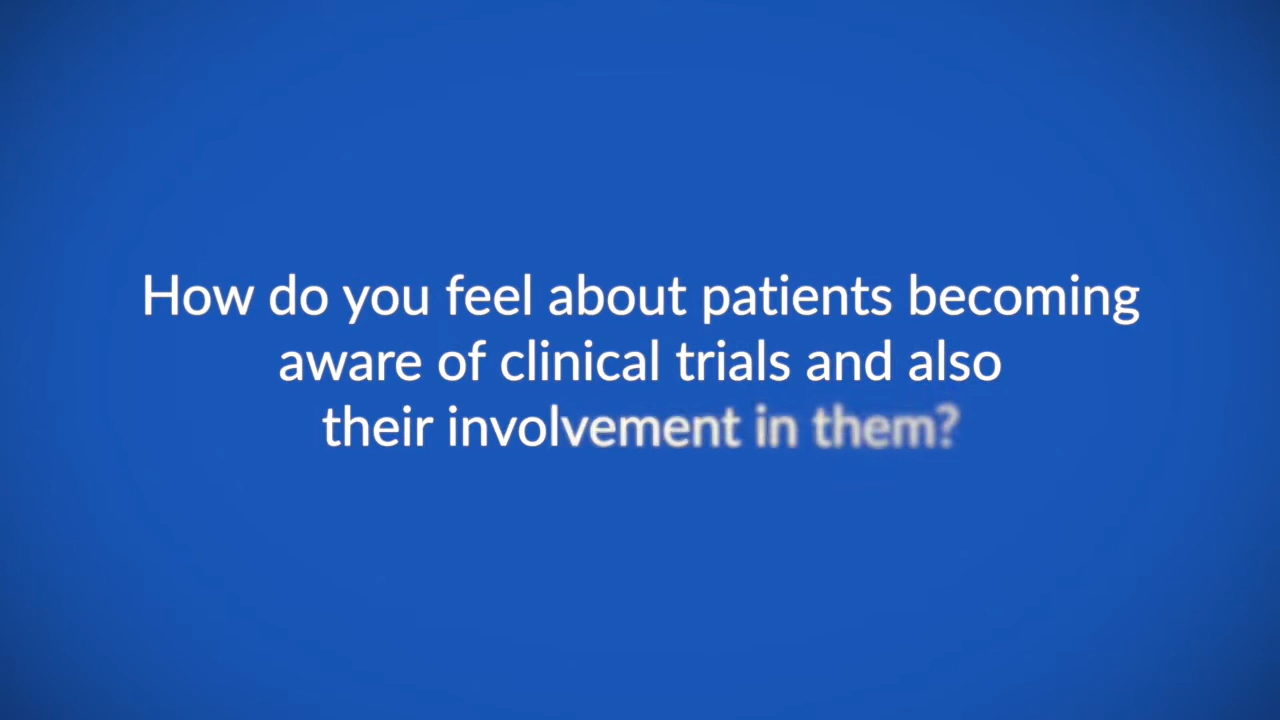 How do you feel about patients becoming
aware of clinical trials and also
their involvement in them?